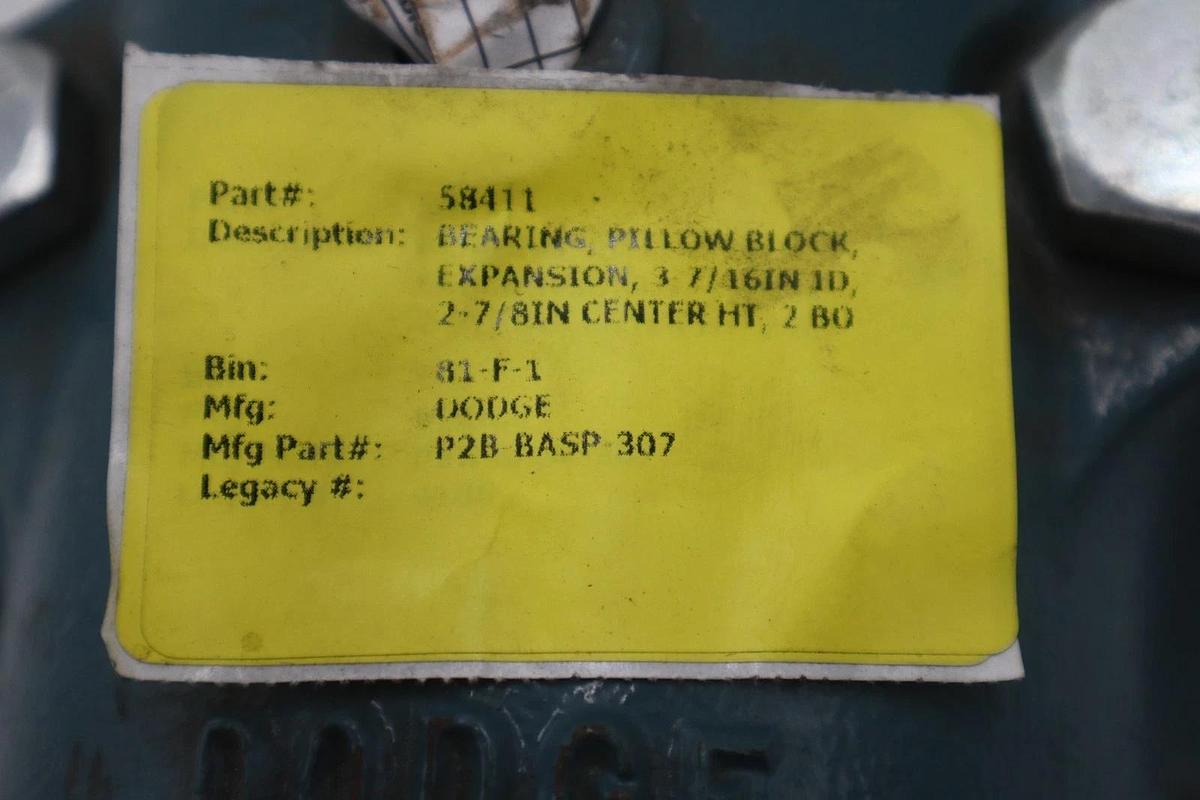 Part#: 58411
Description: BEARING, PILLOW BLOCK,
EXPANSION, 3-7/16IN ID,
2-7/8IN CENTER HT, 2 BO
Bin: 81-F-1
Mfg: DODGE
Mfg Part#: P2B-BASP-307
Legacy #:
DODGE